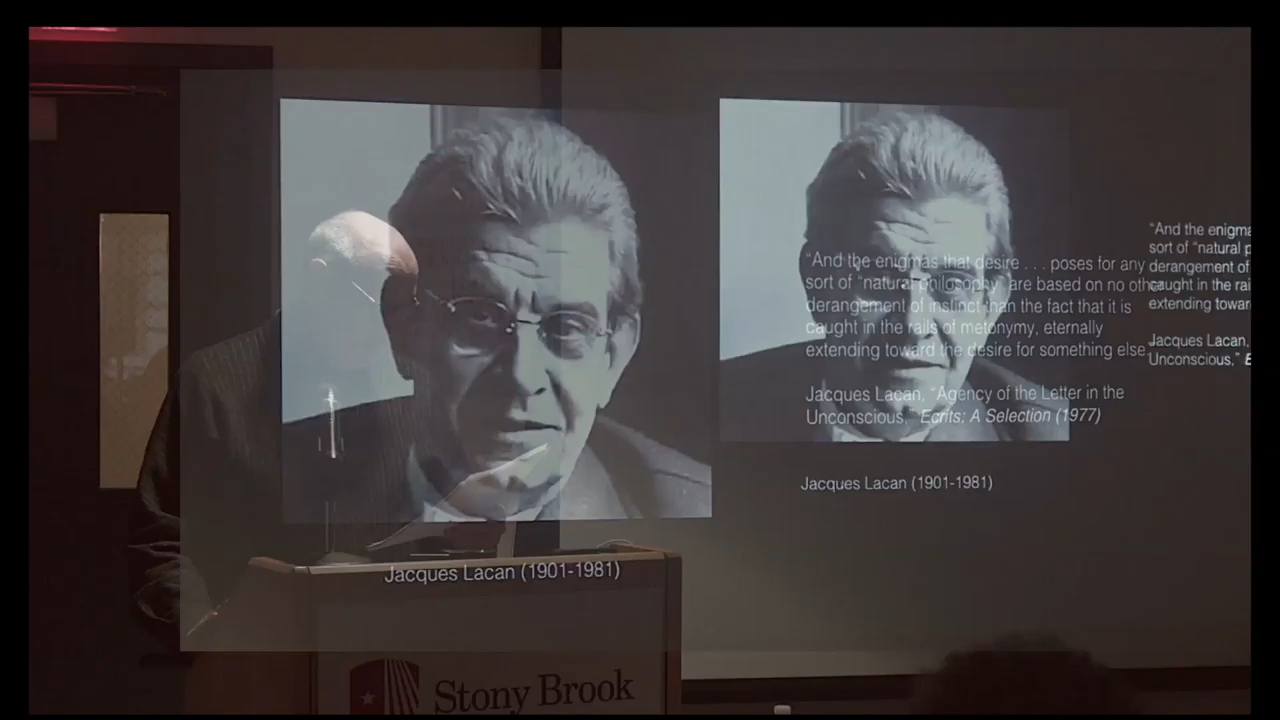 “And the enigmas that desire . . . poses for any
sort of “natural philosophy” are based on no other
derangement of instinct than the fact that it is
caught in the rails of metonymy, eternally
extending toward the desire for something else.
Jacques Lacan, “Agency of the Letter in the
Unconscious,” Ecrits: A Selection (1977)
“And the enigma
sort of “natural p
derangement of
caught in the rai
extending towar
Jacques Lacan,
Unconscious,” E
Jacques Lacan (1901-1981)
Jacques Lacan (1901-1981)
Stony Brook